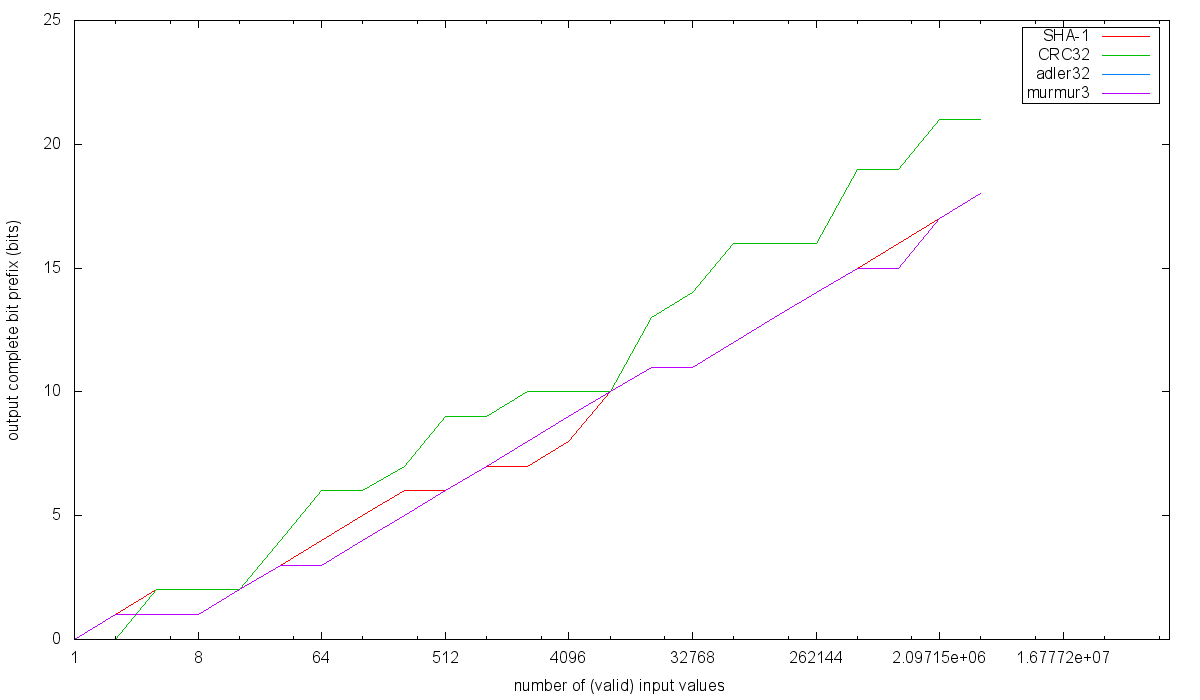 25
20
15
10
5
0
output complete bit prefix (bits)
SHA-1
CRC32
adler32
murmur3
1 8 64 512 4096 32768 262144 2.09715e+06 1.67772e+07
number of (valid) input values